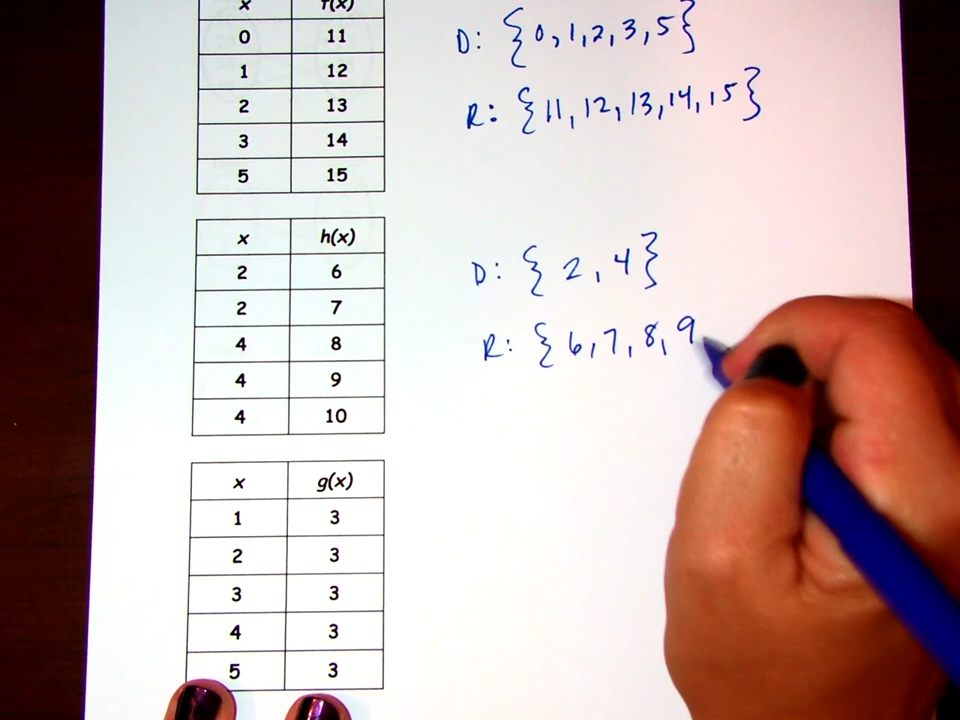 x f(x)
0 11
1 12
2 13
3 14
5 15
D: {0, 1, 2, 3, 5}
R: {11, 12, 13, 14, 15}
x h(x)
2 6
2 7
4 8
4 9
4 10
D: {2, 4}
R: {6, 7, 8, 9
x g(x)
1 3
2 3
3 3
4 3
5 3